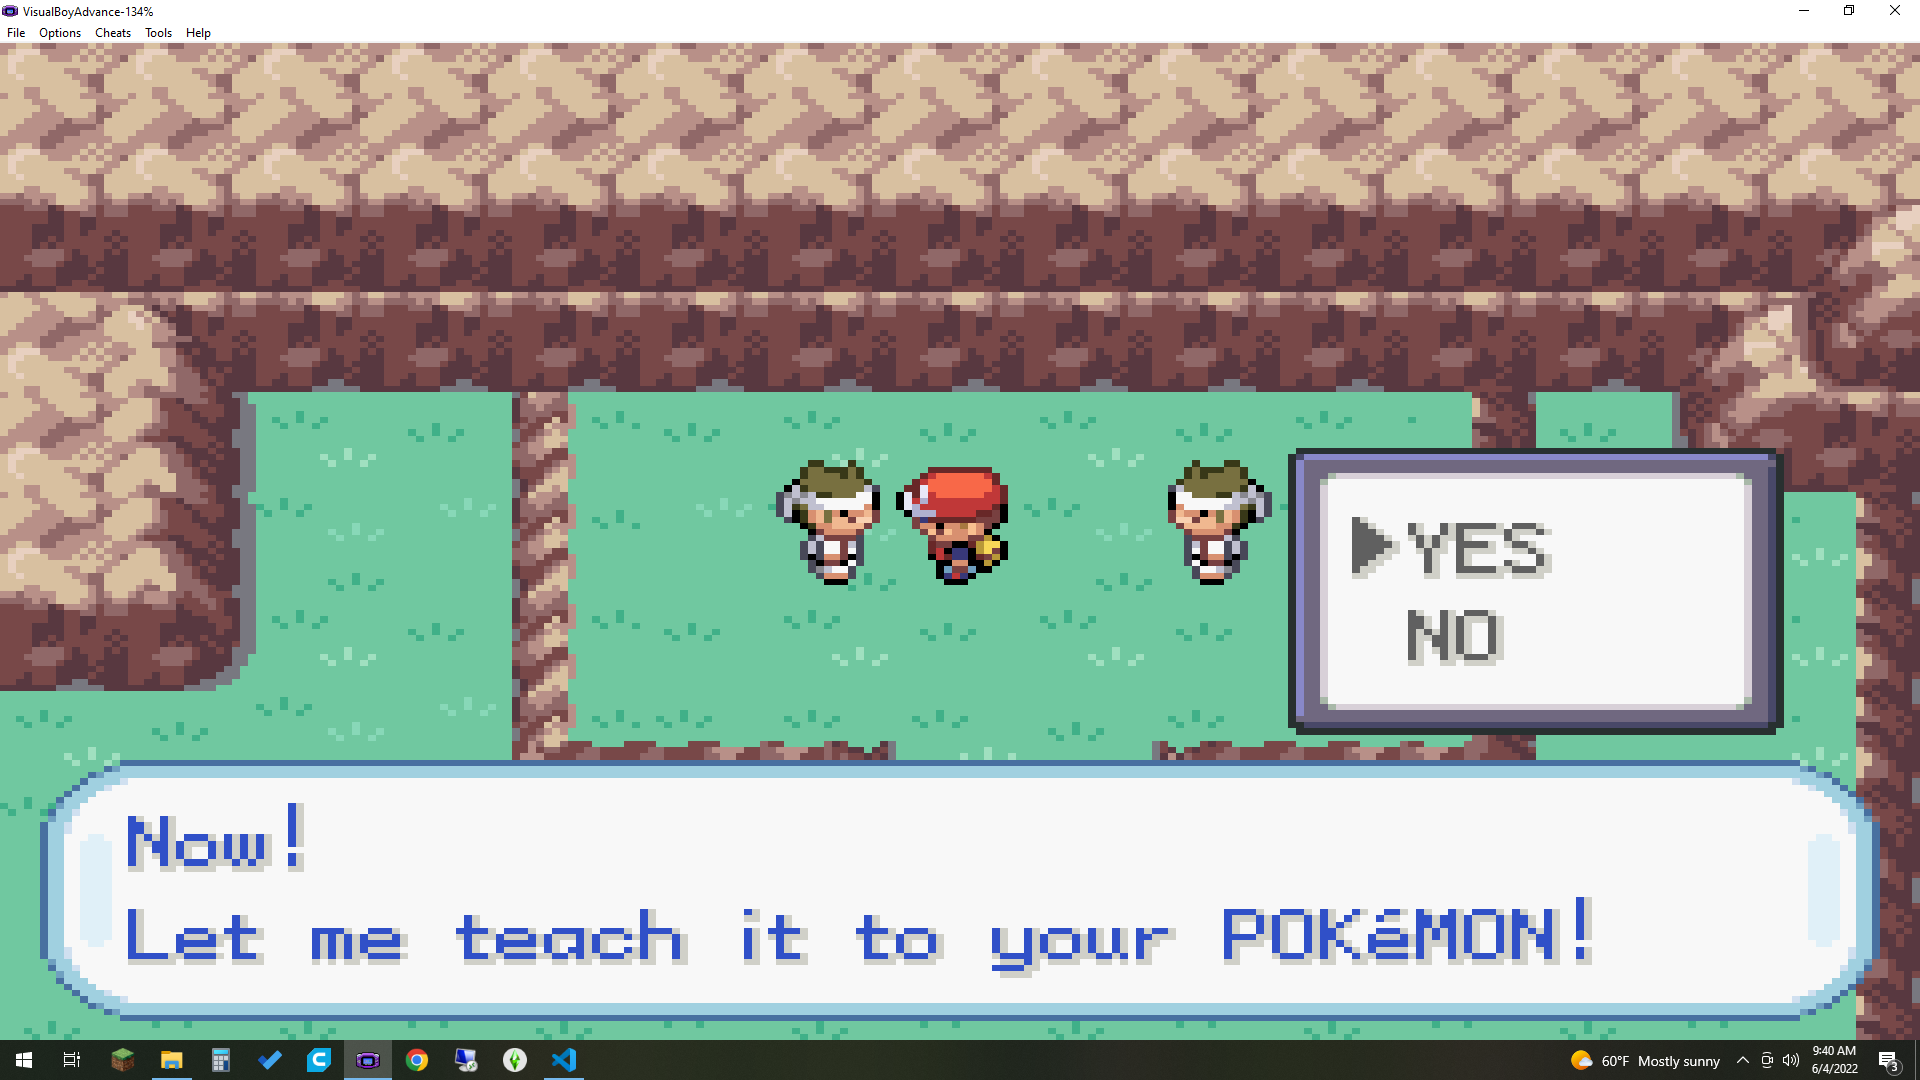 VisualBoyAdvance-134%
File Options Cheats Tools Help
YES
NO
Now!
Let me teach it to your POKéMON!
60°F Mostly sunny
9:40 AM
6/4/2022
3